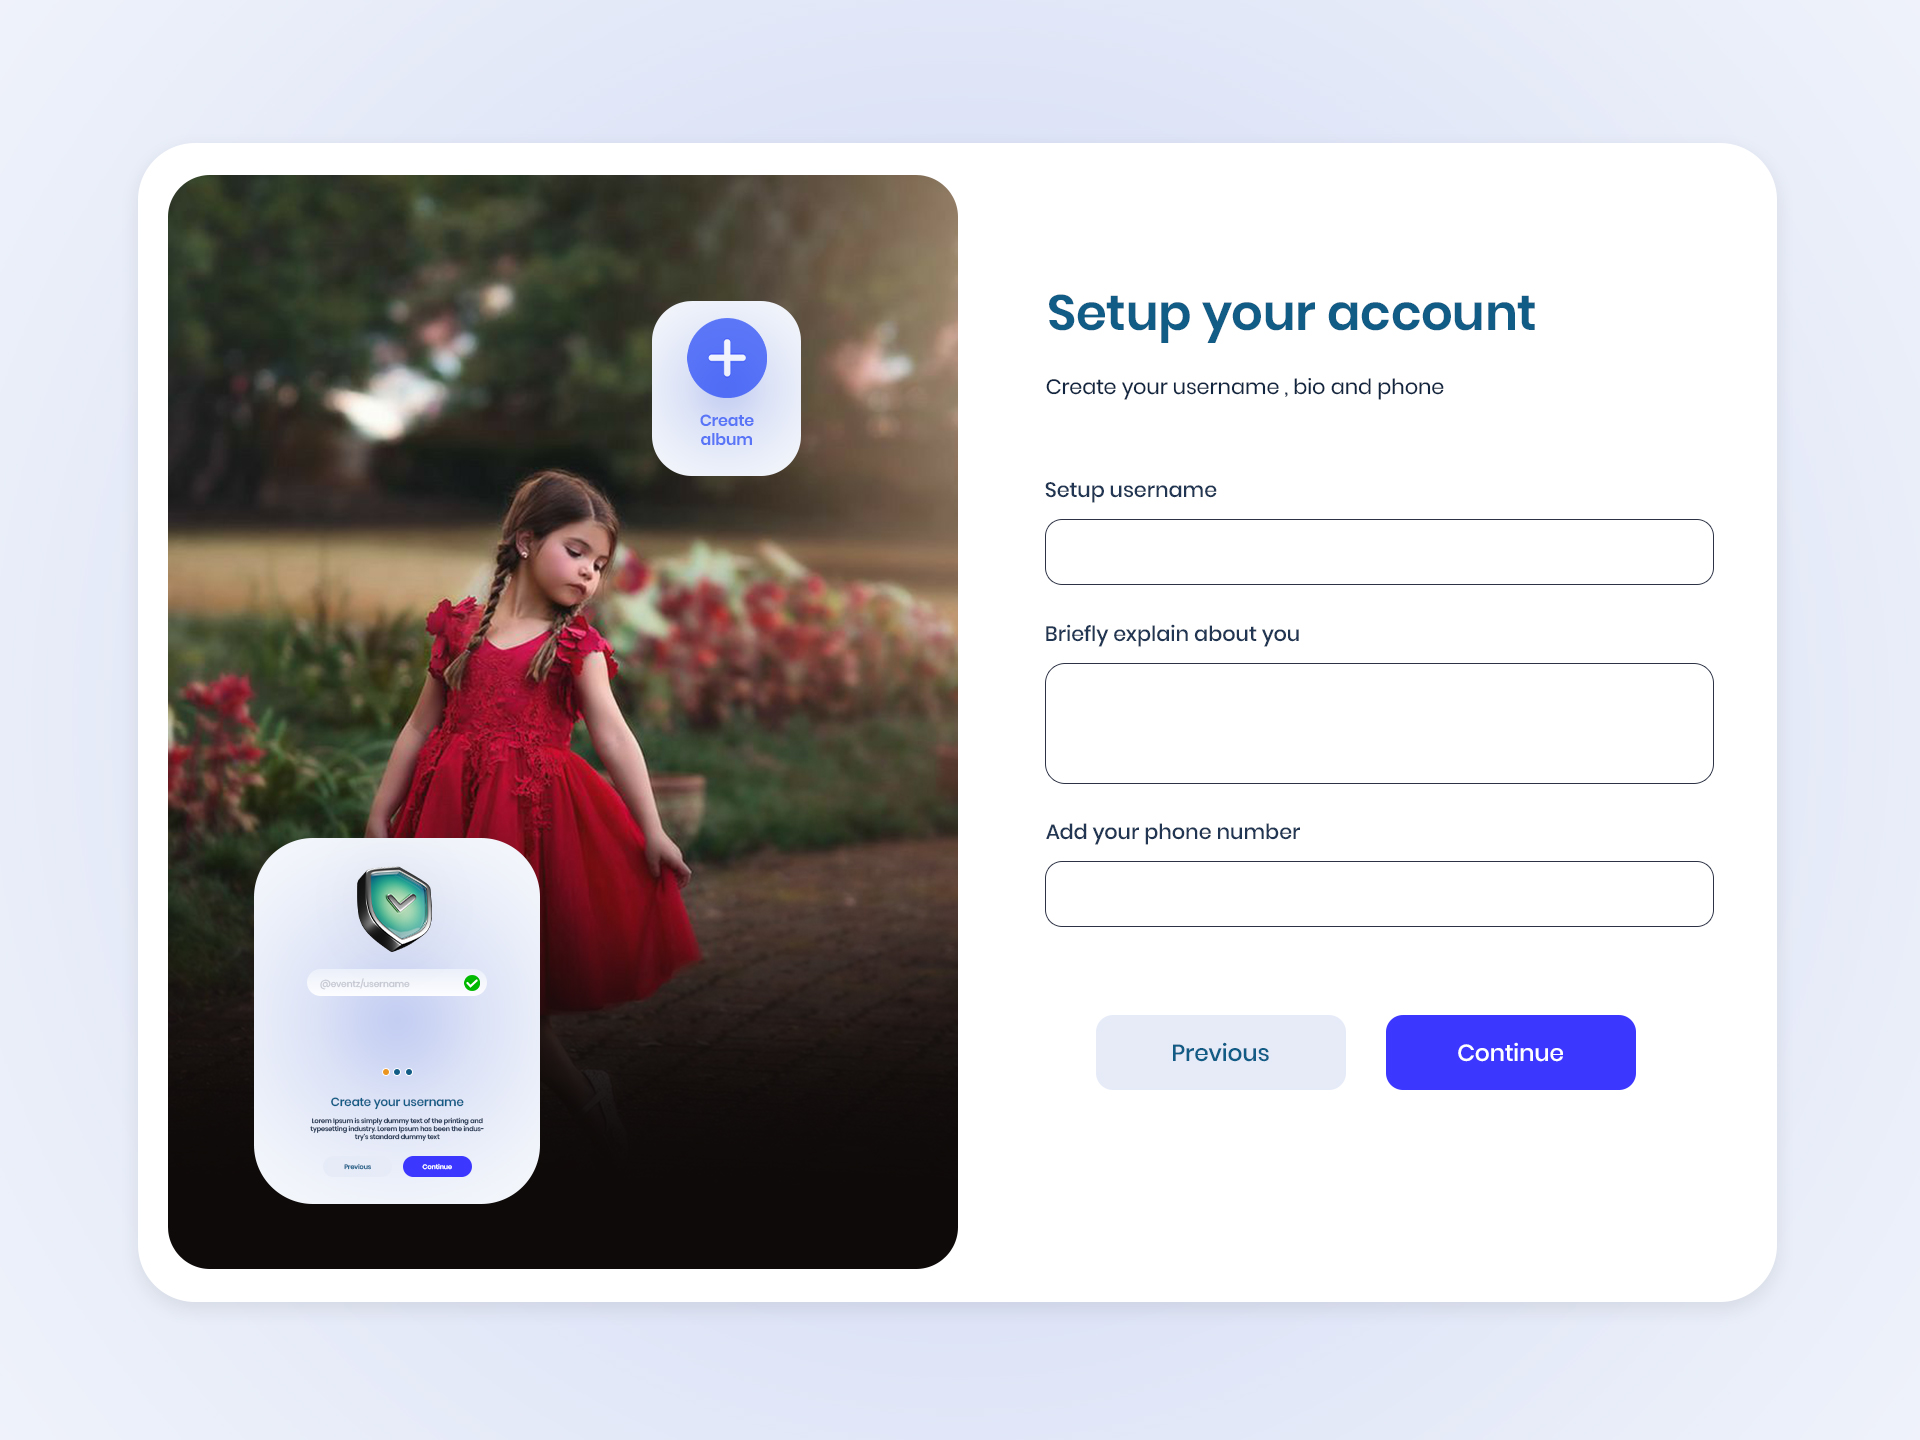 Create
album
@eventz/username
Create your username
Lorem Ipsum is simply dummy text of the printing and
typesetting industry. Lorem Ipsum has been the indus-
try's standard dummy text
Previous
Continue
Setup your account
Create your username , bio and phone
Setup username
Briefly explain about you
Add your phone number
Previous
Continue